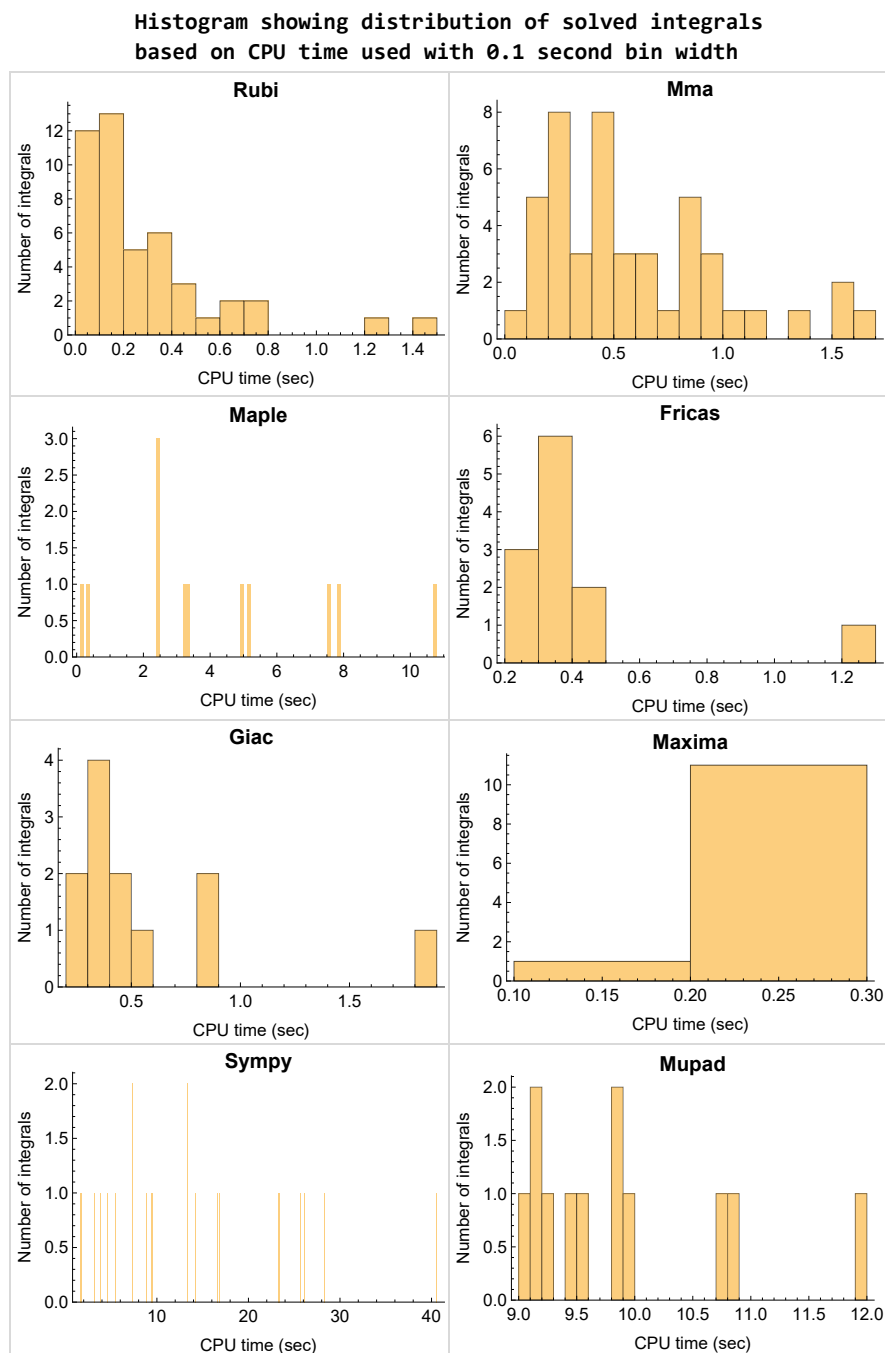 Histogram showing distribution of solved integrals
based on CPU time used with 0.1 second bin width
Rubi
Number of integrals
12
10
8
6
4
2
0
0.0 0.2 0.4 0.6 0.8 1.0 1.2 1.4
CPU time (sec)
Mma
Number of integrals
8
6
4
2
0
0.0 0.5 1.0 1.5
CPU time (sec)
Maple
Number of integrals
3.0
2.5
2.0
1.5
1.0
0.5
0.0
0 2 4 6 8 10
CPU time (sec)
Fricas
Number of integrals
6
5
4
3
2
1
0
0.2 0.4 0.6 0.8 1.0 1.2
CPU time (sec)
Giac
Number of integrals
4
3
2
1
0
0.5 1.0 1.5
CPU time (sec)
Maxima
Number of integrals
10
8
6
4
2
0
0.10 0.15 0.20 0.25 0.30
CPU time (sec)
Sympy
Number of integrals
2.0
1.5
1.0
0.5
0.0
10 20 30 40
CPU time (sec)
Mupad
Number of integrals
2.0
1.5
1.0
0.5
0.0
9.0 9.5 10.0 10.5 11.0 11.5 12.0
CPU time (sec)